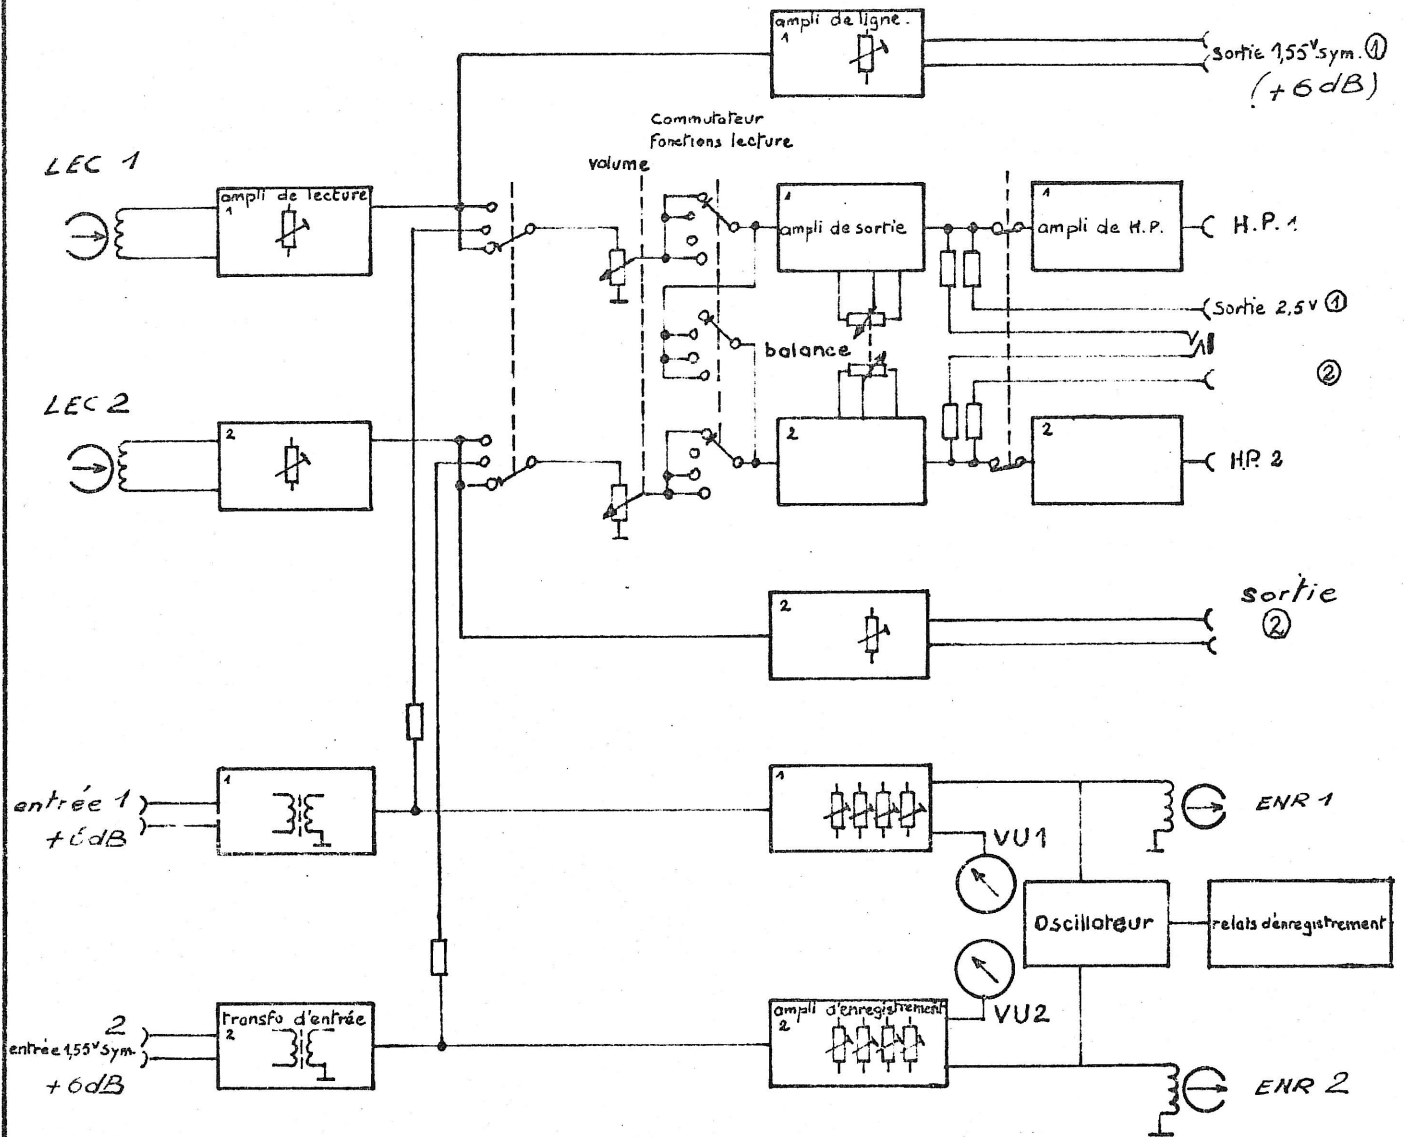 ampli de ligne.
1
sortie 1,55V sym. ①
(+6dB)
Commutateur
fonctions lecture
volume
LEC 1
ampli de lecture
1
1
ampli de sortie
1
ampli de H.P.
H.P. 1
sortie 2,5V ①
balance
②
LEC 2
2
2
2
H.P. 2
2
sortie
②
entrée 1
+6dB
1
1
VU1
ENR 1
Oscillateur
relais d'enregistrement
2
entrée 1,55V sym.
+6dB
transfo d'entrée
2
ampli d'enregistrement
2
VU2
ENR 2